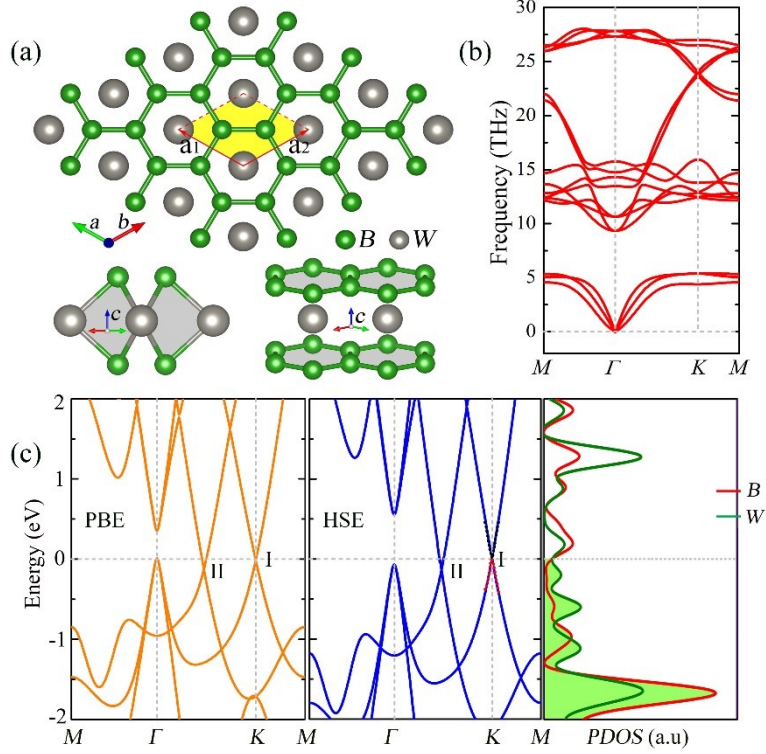 (a)
a1
a2
a
b
B
W
c
c
(b)
Frequency (THz)
30
25
20
15
10
5
0
M
Γ
K
M
(c)
Energy (eV)
2
1
0
-1
-2
PBE
II
I
M
Γ
K
HSE
II
I
M
Γ
K
M
B
W
PDOS (a.u)